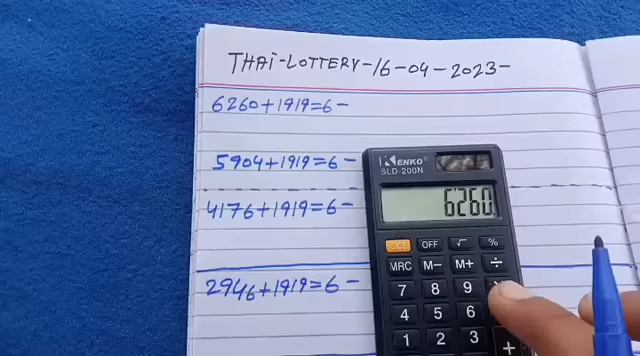 THAI-LOTTERY-16-04-2023-
6260+1919=6-
5904+1919=6-
4176+1919=6-
2946+1919=6-
KENKO
SLD-200N
6260
CE OFF √ %
MRC M- M+ ÷
7 8 9
4 5 6
1 2 3 +